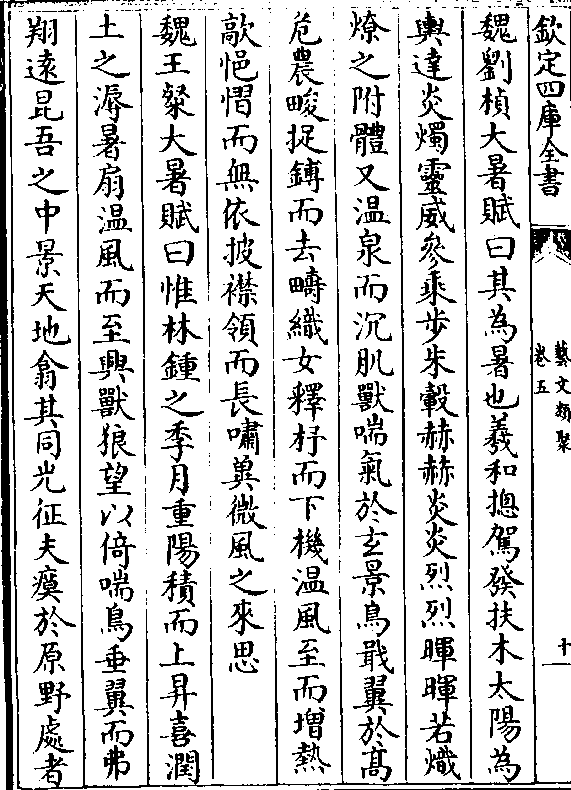 欽定四庫全書
藝文類聚
卷五
十一
魏劉楨大暑賦曰其為暑也羲和揔駕發扶木太陽為
輿達炎燭靈威參乘步朱轂赫赫炎炎烈烈暉暉若熾
燎之附體又温泉而沉肌獸喘氣於玄景鳥戢翼於髙
危農畯捉鏄而去疇織女釋杼而下機温風至而增熱
歊悒慴而無依披襟領而長嘯兾微風之來思
魏王粲大暑賦曰惟林鍾之季月重陽積而上昇喜潤
土之溽暑扇温風而至興獸狼望以倚喘鳥垂翼而弗
翔逺昆吾之中景天地翕其同光征夫瘼於原野處者